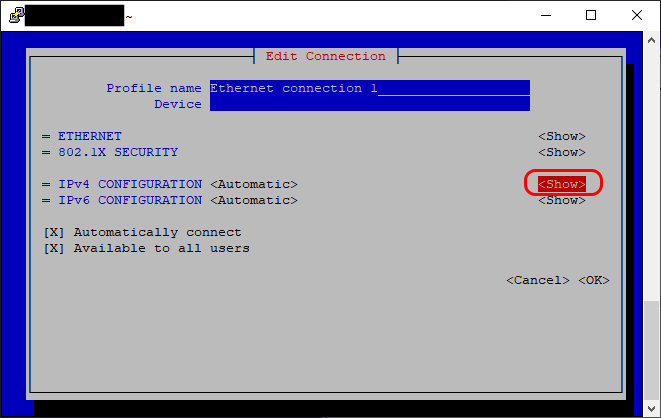 ~
Edit Connection
Profile name Ethernet connection 1
Device
= ETHERNET <Show>
= 802.1X SECURITY <Show>
= IPv4 CONFIGURATION <Automatic> <Show>
= IPv6 CONFIGURATION <Automatic> <Show>
[X] Automatically connect
[X] Available to all users
<Cancel> <OK>